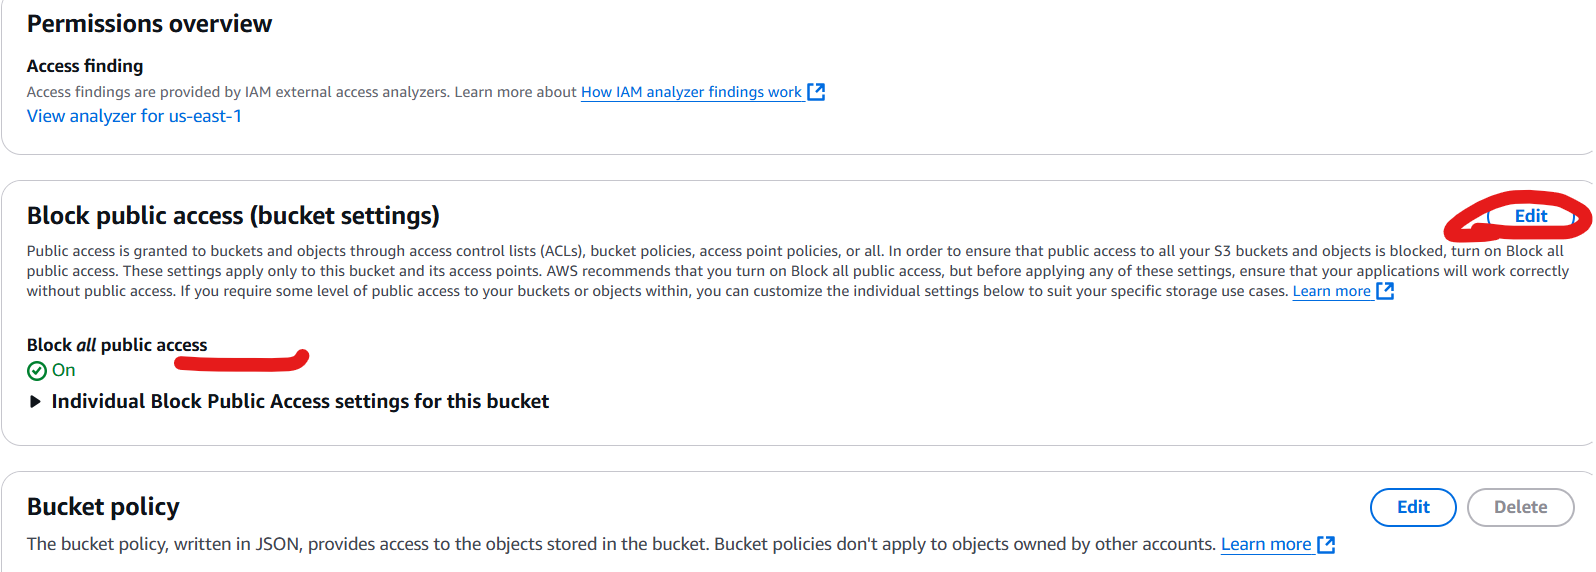 Permissions overview
Access finding
Access findings are provided by IAM external access analyzers. Learn more about How IAM analyzer findings work
View analyzer for us-east-1
Block public access (bucket settings)
Edit
Public access is granted to buckets and objects through access control lists (ACLs), bucket policies, access point policies, or all. In order to ensure that public access to all your S3 buckets and objects is blocked, turn on Block all
public access. These settings apply only to this bucket and its access points. AWS recommends that you turn on Block all public access, but before applying any of these settings, ensure that your applications will work correctly
without public access. If you require some level of public access to your buckets or objects within, you can customize the individual settings below to suit your specific storage use cases. Learn more
Block all public access
On
Individual Block Public Access settings for this bucket
Bucket policy
Edit
Delete
The bucket policy, written in JSON, provides access to the objects stored in the bucket. Bucket policies don't apply to objects owned by other accounts. Learn more